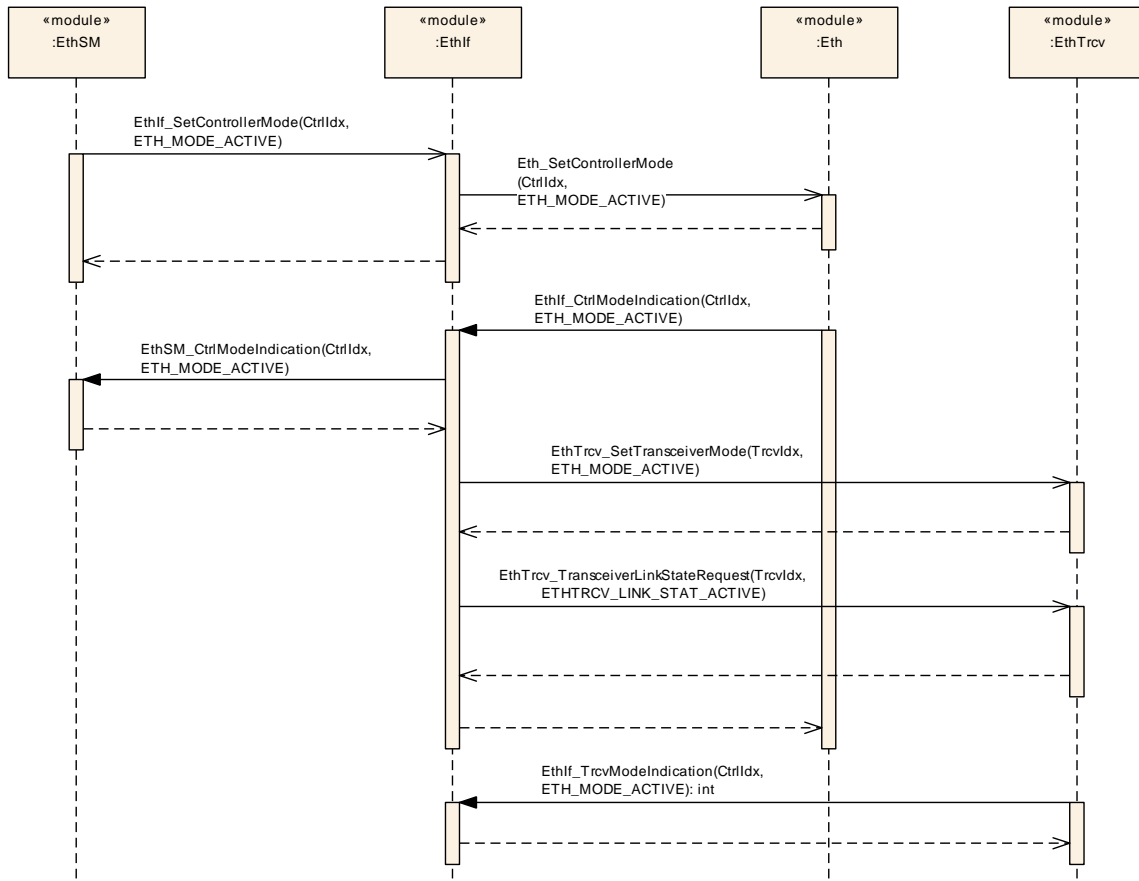 «module»
:EthSM
«module»
:EthIf
«module»
:Eth
«module»
:EthTrcv
EthIf_SetControllerMode(CtrlIdx,
ETH_MODE_ACTIVE)
Eth_SetControllerMode
(CtrlIdx,
ETH_MODE_ACTIVE)
EthIf_CtrlModeIndication(CtrlIdx,
ETH_MODE_ACTIVE)
EthSM_CtrlModeIndication(CtrlIdx,
ETH_MODE_ACTIVE)
EthTrcv_SetTransceiverMode(TrcvIdx,
ETH_MODE_ACTIVE)
EthTrcv_TransceiverLinkStateRequest(TrcvIdx,
ETHTRCV_LINK_STAT_ACTIVE)
EthIf_TrcvModeIndication(CtrlIdx,
ETH_MODE_ACTIVE): int